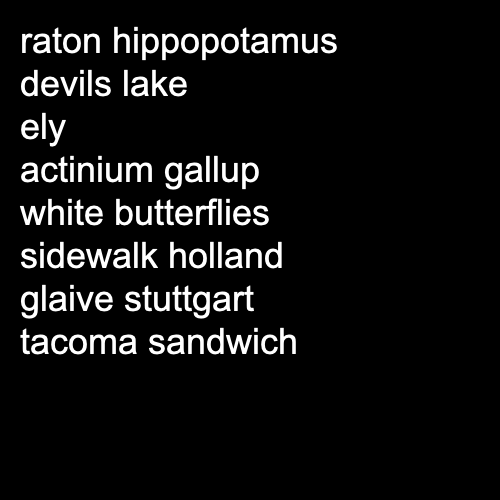 raton hippopotamus
devils lake
ely
actinium gallup
white butterflies
sidewalk holland
glaive stuttgart
tacoma sandwich